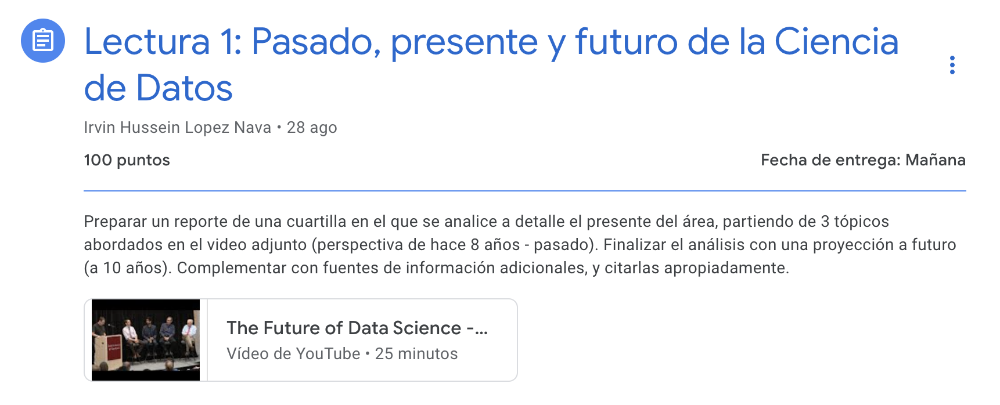 Lectura 1: Pasado, presente y futuro de la Ciencia
de Datos
Irvin Hussein Lopez Nava • 28 ago
100 puntos
Fecha de entrega: Mañana
Preparar un reporte de una cuartilla en el que se analice a detalle el presente del área, partiendo de 3 tópicos
abordados en el video adjunto (perspectiva de hace 8 años - pasado). Finalizar el análisis con una proyección a futuro
(a 10 años). Complementar con fuentes de información adicionales, y citarlas apropiadamente.
The Future of Data Science -...
Vídeo de YouTube • 25 minutos